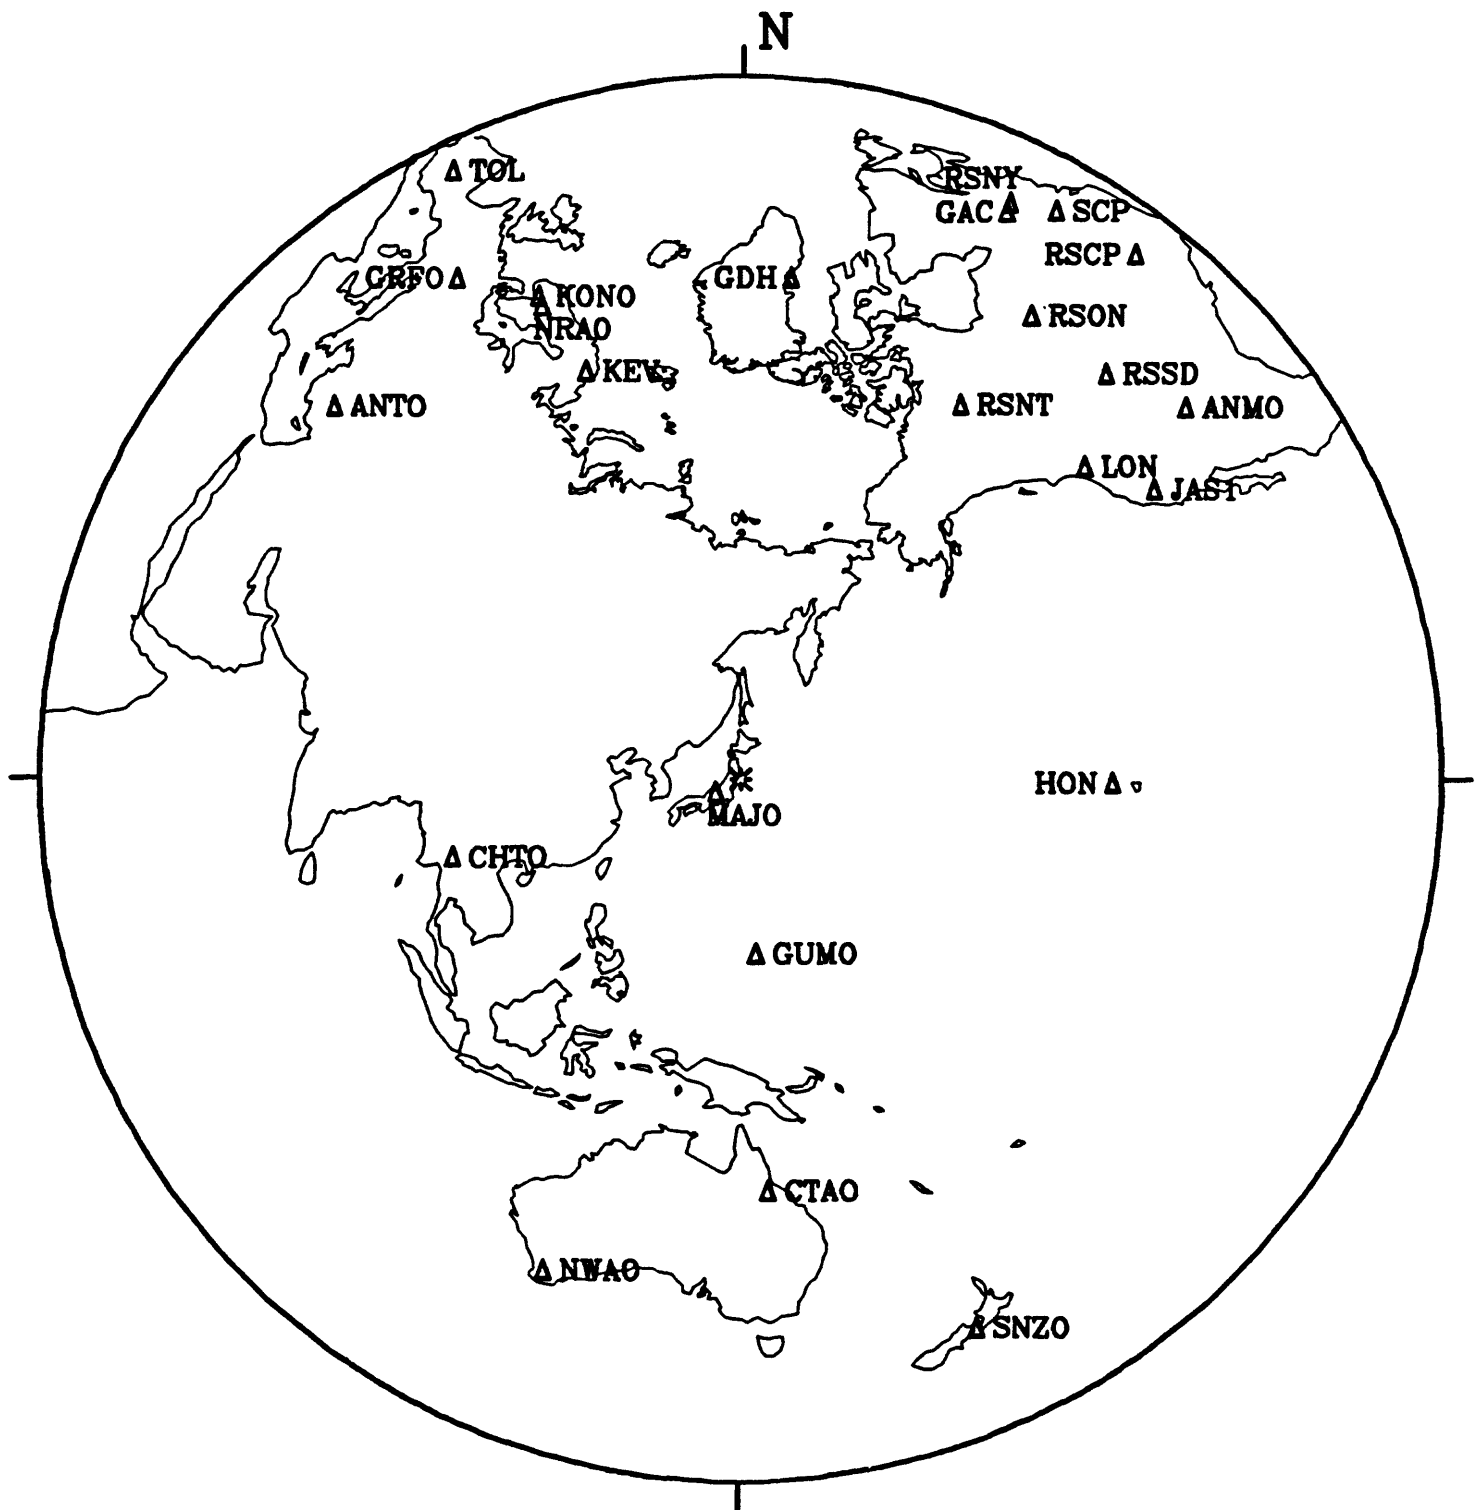 N
TOL
RSNY
GAC
SCP
RSCP
GRFO
GDH
KONO
RSON
NRAO
KEV
RSSD
ANTO
RSNT
ANMO
LON
JAS1
HON
MAJO
CHTO
GUMO
CTAO
NWAO
SNZO